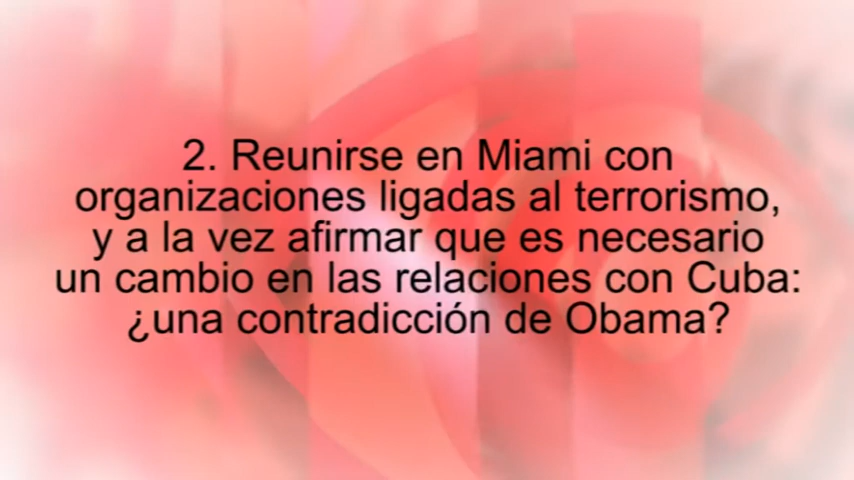 2. Reunirse en Miami con
organizaciones ligadas al terrorismo,
y a la vez afirmar que es necesario
un cambio en las relaciones con Cuba:
¿una contradicción de Obama?